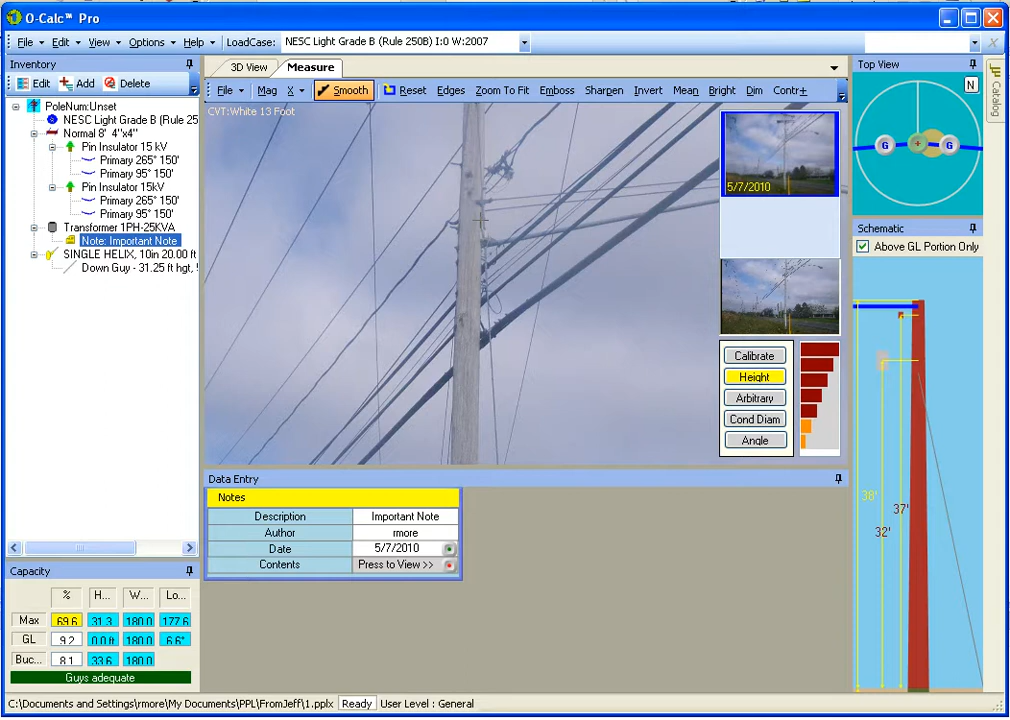 O-Calc™ Pro
File Edit View Options Help LoadCase: NESC Light Grade B (Rule 250B) I:0 W:2007
Inventory
Edit Add Delete
PoleNum:Unset
NESC Light Grade B (Rule 25
Normal 8' 4"x4"
Pin Insulator 15 kV
Primary 265° 150'
Primary 95° 150'
Pin Insulator 15kV
Primary 265° 150'
Primary 95° 150'
Transformer 1PH-25KVA
Note: Important Note
SINGLE HELIX, 10in 20.00 ft
Down Guy - 31.25 ft hgt,
Capacity
% H... W... Lo...
Max 69.6 31.3 180.0 177.6
GL 9.2 0.0 ft 180.0 6.6"
Buc... 8.1 33.6 180.0
Guys adequate
3D View Measure
File Mag X Smooth Reset Edges Zoom To Fit Emboss Sharpen Invert Mean Bright Dim Contr+
CVT:White 13 Foot
5/7/2010
Calibrate
Height
Arbitrary
Cond Diam
Angle
Data Entry
Notes
Description Important Note
Author rmore
Date 5/7/2010
Contents Press to View >>
Top View
N
G + G
Catalog
Schematic
Above GL Portion Only
38'
37'
32'
C:\Documents and Settings\rmore\My Documents\PPL\FromJeff\1.pplx Ready User Level : General